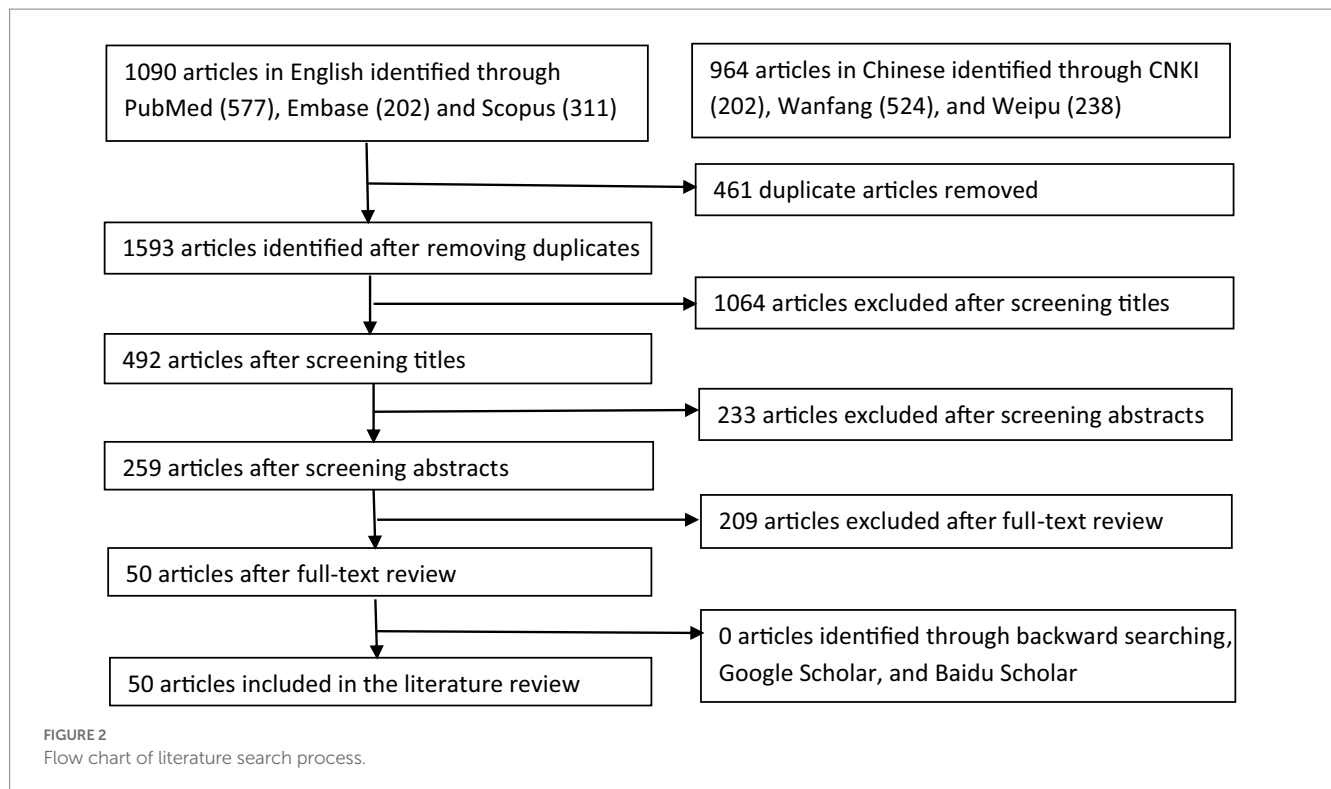 1090 articles in English identified through
PubMed (577), Embase (202) and Scopus (311)
964 articles in Chinese identified through CNKI
(202), Wanfang (524), and Weipu (238)
461 duplicate articles removed
1593 articles identified after removing duplicates
1064 articles excluded after screening titles
492 articles after screening titles
233 articles excluded after screening abstracts
259 articles after screening abstracts
209 articles excluded after full-text review
50 articles after full-text review
0 articles identified through backward searching,
Google Scholar, and Baidu Scholar
50 articles included in the literature review
FIGURE 2
Flow chart of literature search process.